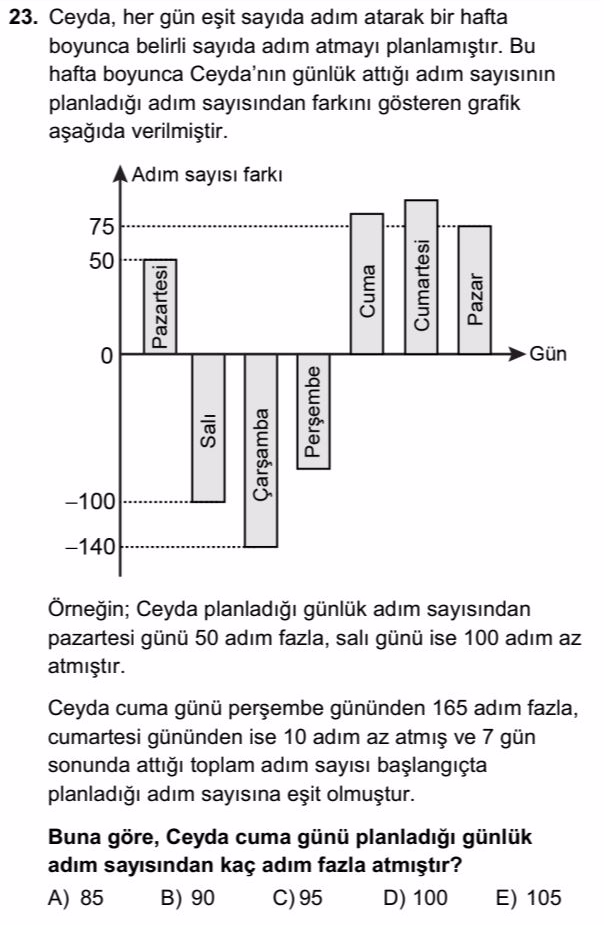 23. Ceyda, her gün eşit sayıda adım atarak bir hafta
boyunca belirli sayıda adım atmayı planlamıştır. Bu
hafta boyunca Ceyda'nın günlük attığı adım sayısının
planladığı adım sayısından farkını gösteren grafik
aşağıda verilmiştir.
Adım sayısı farkı
75
50
0
–100
–140
Pazartesi
Salı
Çarşamba
Perşembe
Cuma
Cumartesi
Pazar
Gün
Örneğin; Ceyda planladığı günlük adım sayısından
pazartesi günü 50 adım fazla, salı günü ise 100 adım az
atmıştır.
Ceyda cuma günü perşembe gününden 165 adım fazla,
cumartesi gününden ise 10 adım az atmış ve 7 gün
sonunda attığı toplam adım sayısı başlangıçta
planladığı adım sayısına eşit olmuştur.
Buna göre, Ceyda cuma günü planladığı günlük
adım sayısından kaç adım fazla atmıştır?
A) 85 B) 90 C) 95 D) 100 E) 105